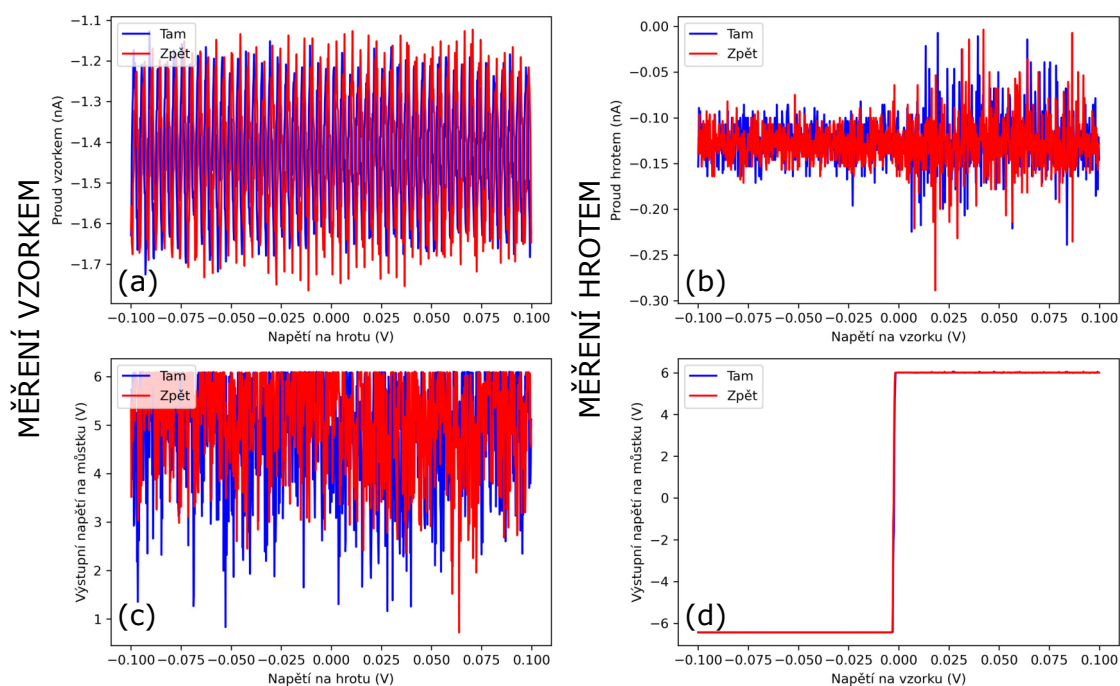 MĚŘENÍ VZORKEM
Proud vzorkem (nA)
−1.1
−1.2
−1.3
−1.4
−1.5
−1.6
−1.7
Tam
Zpět
(a)
−0.100 −0.075 −0.050 −0.025 0.000 0.025 0.050 0.075 0.100
Napětí na hrotu (V)
MĚŘENÍ HROTEM
Proud hrotem (nA)
0.00
−0.05
−0.10
−0.15
−0.20
−0.25
−0.30
Tam
Zpět
(b)
−0.100 −0.075 −0.050 −0.025 0.000 0.025 0.050 0.075 0.100
Napětí na vzorku (V)
Výstupní napětí na můstku (V)
6
5
4
3
2
1
Tam
Zpět
(c)
−0.100 −0.075 −0.050 −0.025 0.000 0.025 0.050 0.075 0.100
Napětí na hrotu (V)
Výstupní napětí na můstku (V)
6
4
2
0
−2
−4
−6
Tam
Zpět
(d)
−0.100 −0.075 −0.050 −0.025 0.000 0.025 0.050 0.075 0.100
Napětí na vzorku (V)